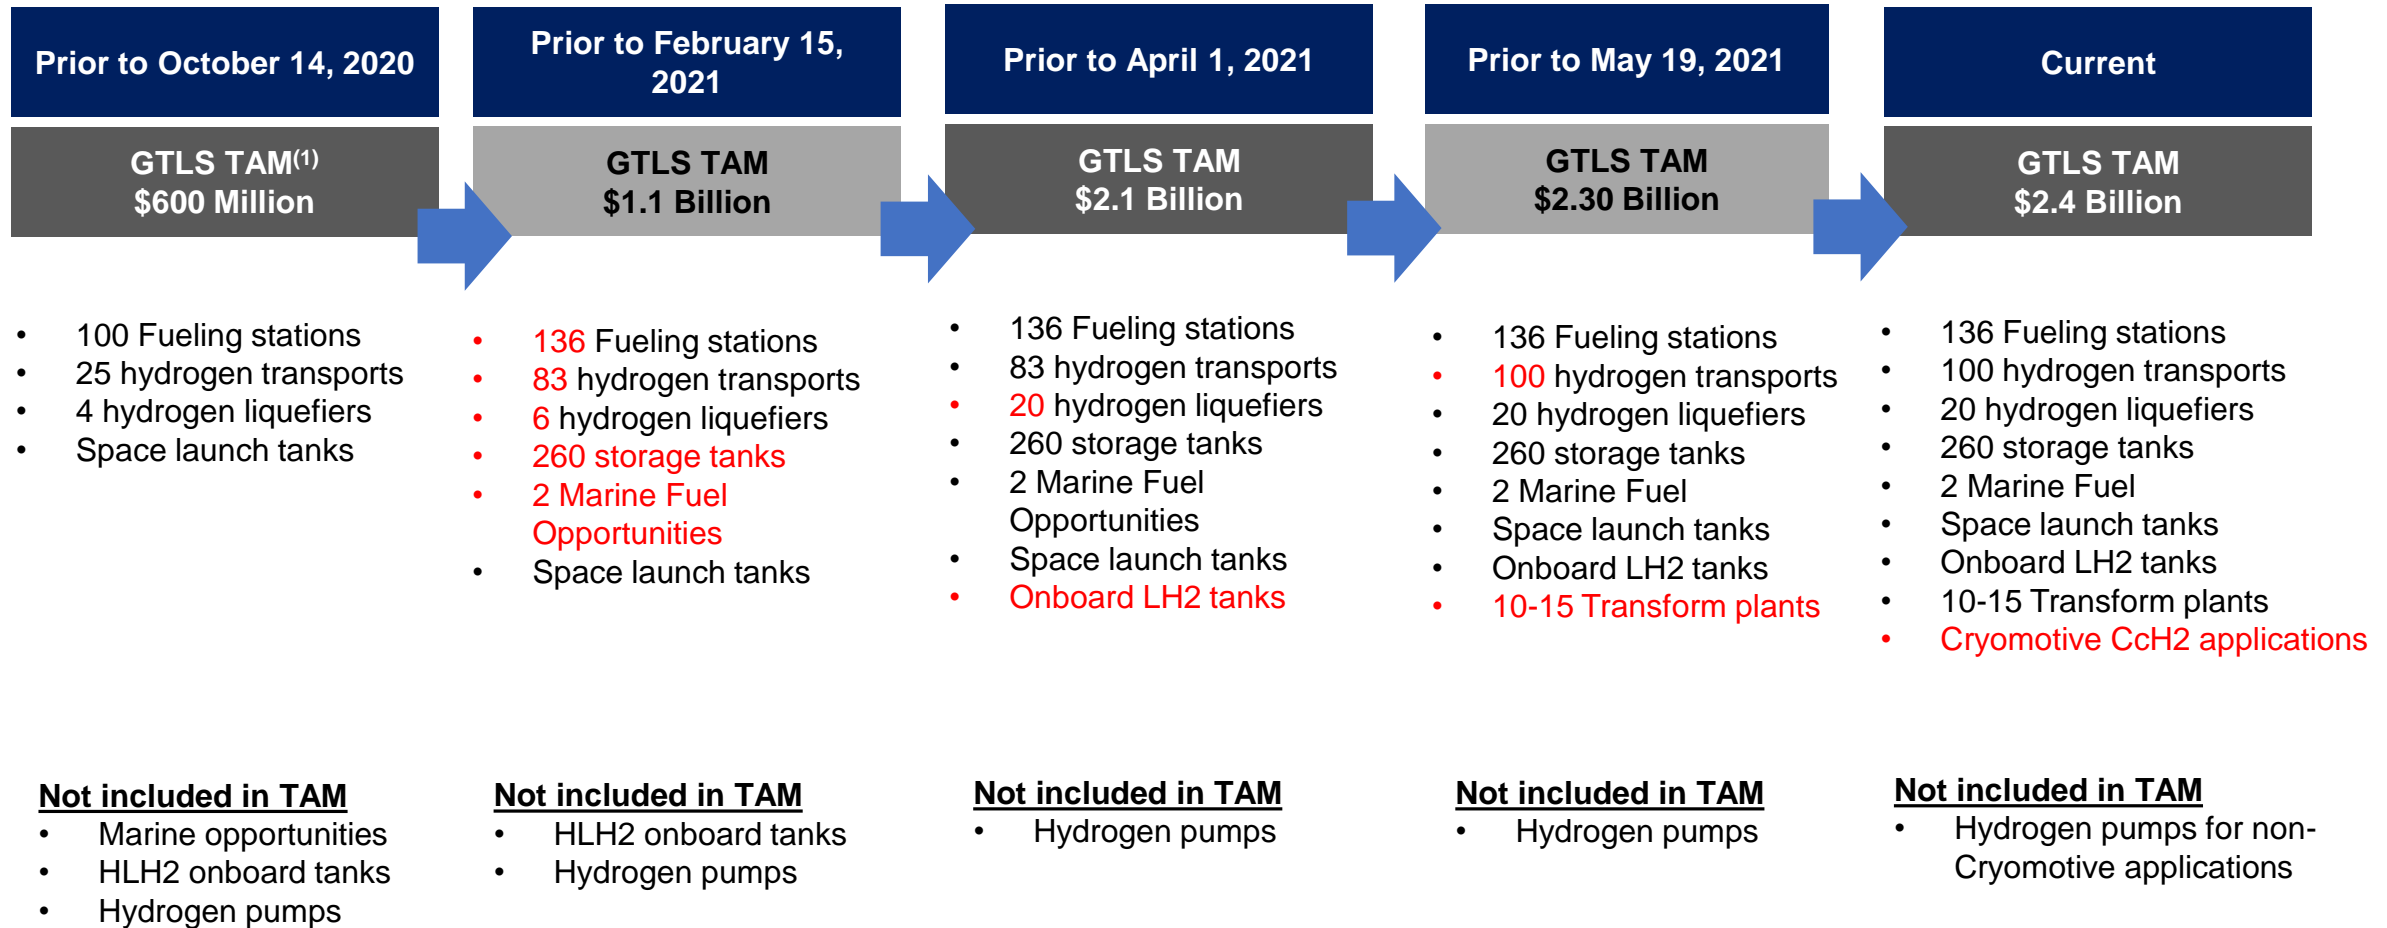 Prior to October 14, 2020
GTLS TAM(1)
$600 Million
• 100 Fueling stations
• 25 hydrogen transports
• 4 hydrogen liquefiers
• Space launch tanks
Not included in TAM
• Marine opportunities
• HLH2 onboard tanks
• Hydrogen pumps
Prior to February 15,
2021
GTLS TAM
$1.1 Billion
• 136 Fueling stations
• 83 hydrogen transports
• 6 hydrogen liquefiers
• 260 storage tanks
• 2 Marine Fuel
Opportunities
• Space launch tanks
Not included in TAM
• HLH2 onboard tanks
• Hydrogen pumps
Prior to April 1, 2021
GTLS TAM
$2.1 Billion
• 136 Fueling stations
• 83 hydrogen transports
• 20 hydrogen liquefiers
• 260 storage tanks
• 2 Marine Fuel
Opportunities
• Space launch tanks
• Onboard LH2 tanks
Not included in TAM
• Hydrogen pumps
Prior to May 19, 2021
GTLS TAM
$2.30 Billion
• 136 Fueling stations
• 100 hydrogen transports
• 20 hydrogen liquefiers
• 260 storage tanks
• 2 Marine Fuel
• Space launch tanks
• Onboard LH2 tanks
• 10-15 Transform plants
Not included in TAM
• Hydrogen pumps
Current
GTLS TAM
$2.4 Billion
• 136 Fueling stations
• 100 hydrogen transports
• 20 hydrogen liquefiers
• 260 storage tanks
• 2 Marine Fuel
• Space launch tanks
• Onboard LH2 tanks
• 10-15 Transform plants
• Cryomotive CcH2 applications
Not included in TAM
• Hydrogen pumps for non-
Cryomotive applications